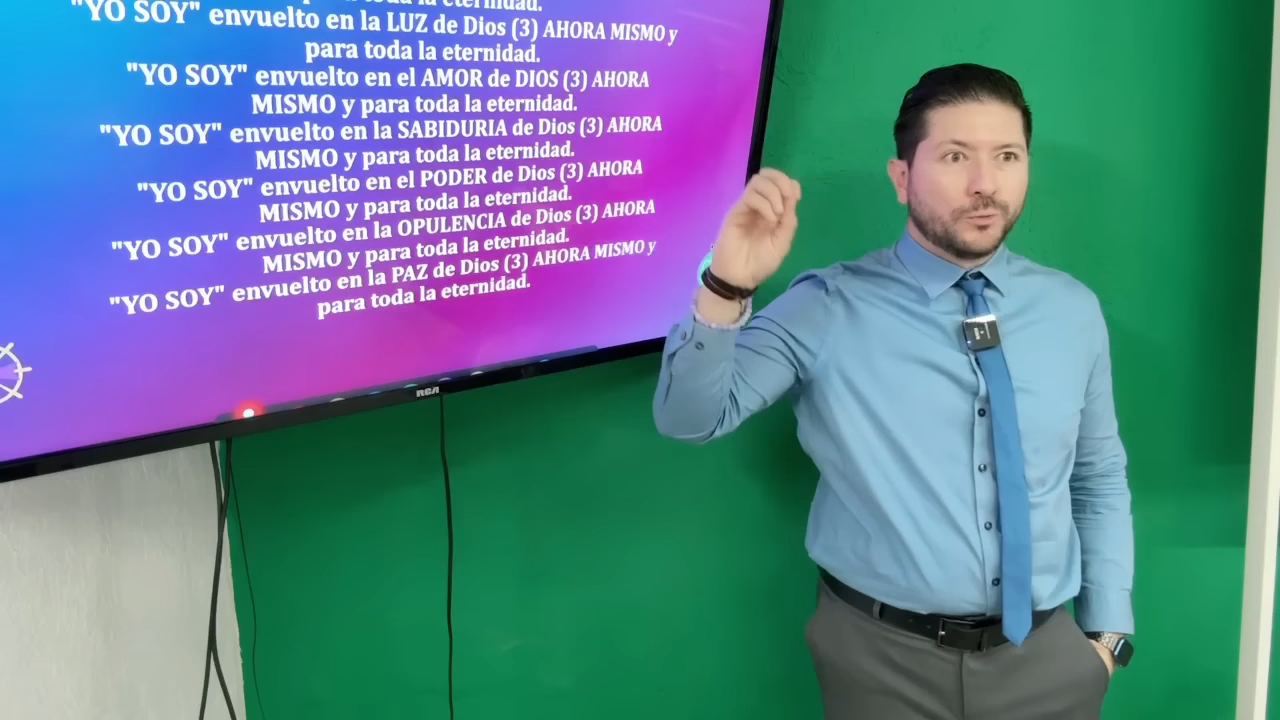 para toda la eternidad.
"YO SOY" envuelto en la LUZ de Dios (3) AHORA MISMO y
para toda la eternidad.
"YO SOY" envuelto en el AMOR de DIOS (3) AHORA
MISMO y para toda la eternidad.
"YO SOY" envuelto en la SABIDURIA de Dios (3) AHORA
MISMO y para toda la eternidad.
"YO SOY" envuelto en el PODER de Dios (3) AHORA
MISMO y para toda la eternidad.
"YO SOY" envuelto en la OPULENCIA de Dios (3) AHORA
MISMO y para toda la eternidad.
"YO SOY" envuelto en la PAZ de Dios (3) AHORA MISMO y
para toda la eternidad.
RCA